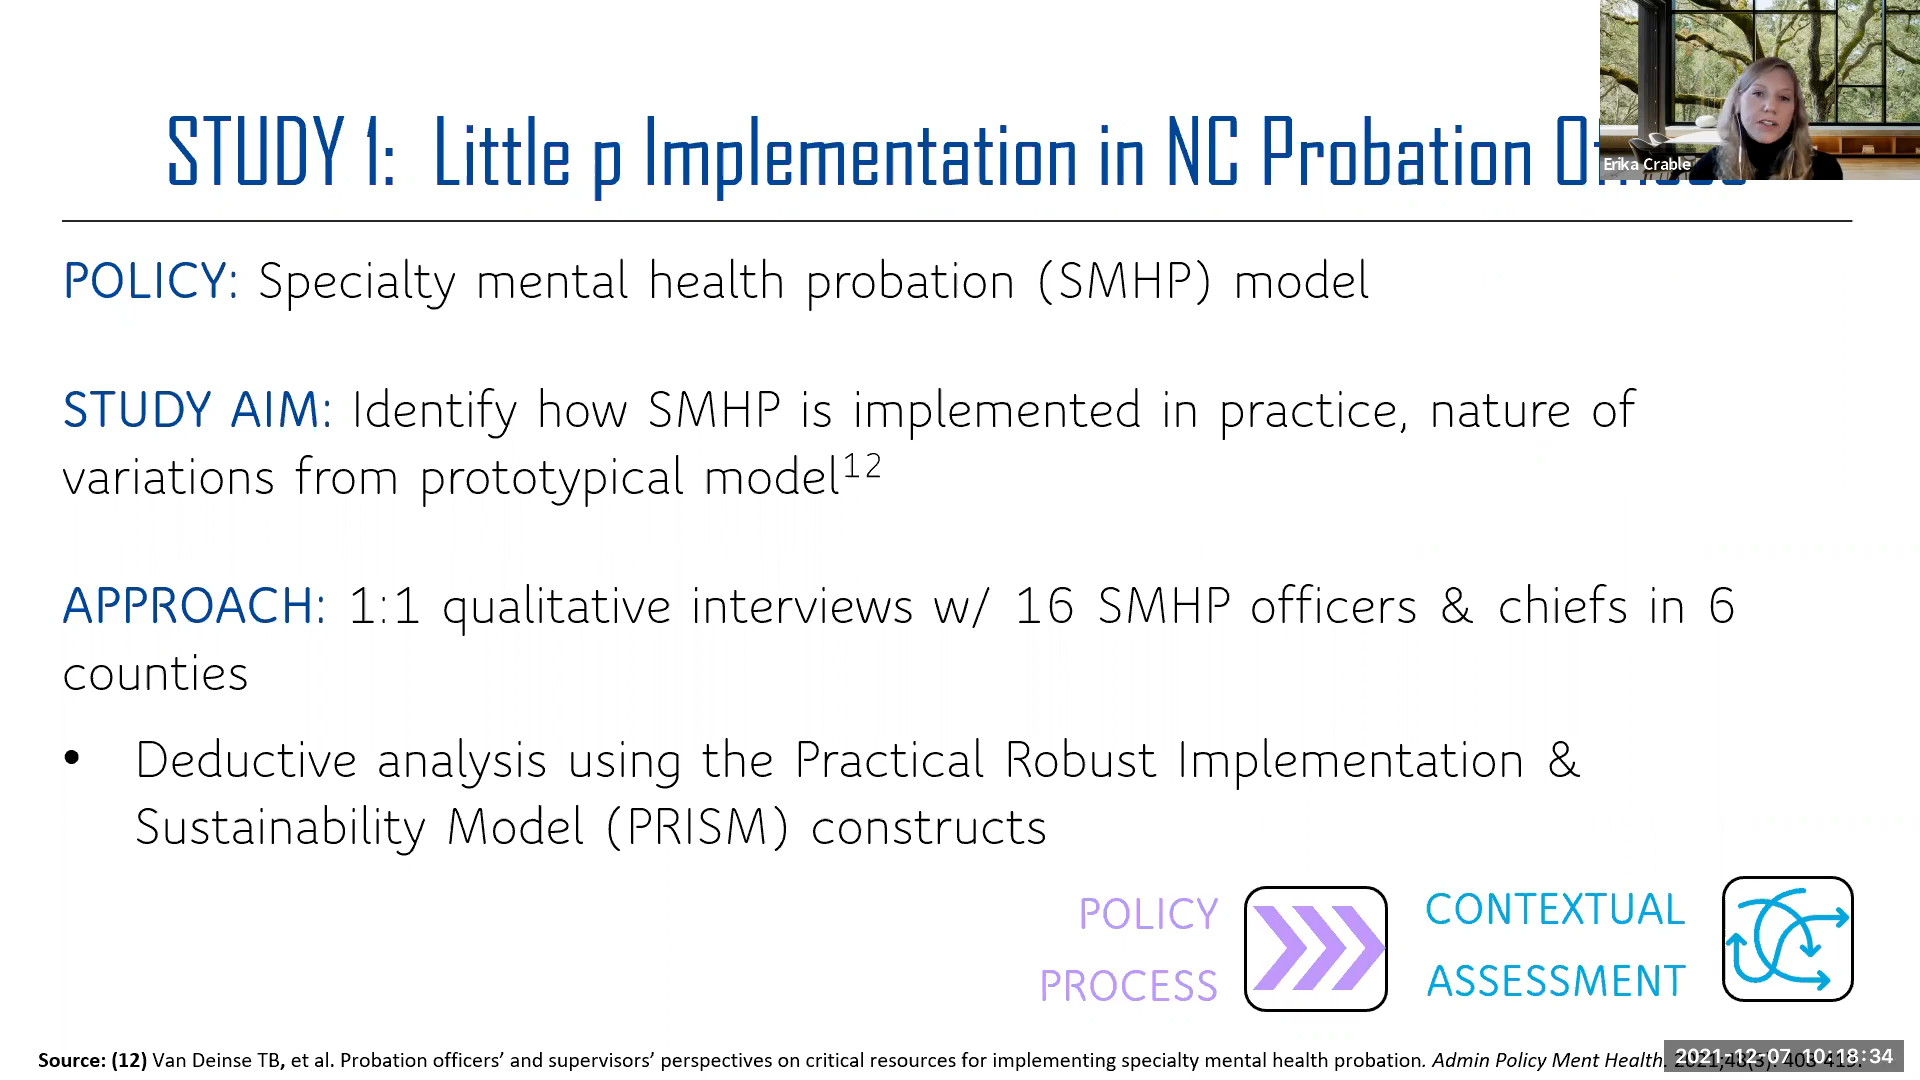 STUDY 1: Little p Implementation in NC Probation
Erika Crable
POLICY: Specialty mental health probation (SMHP) model
STUDY AIM: Identify how SMHP is implemented in practice, nature of
variations from prototypical model12
APPROACH: 1:1 qualitative interviews w/ 16 SMHP officers & chiefs in 6
counties
• Deductive analysis using the Practical Robust Implementation &
Sustainability Model (PRISM) constructs
POLICY
PROCESS
CONTEXTUAL
ASSESSMENT
Source: (12) Van Deinse TB, et al. Probation officers’ and supervisors’ perspectives on critical resources for implementing specialty mental health probation. Admin Policy Ment Health.
2021-12-07 10:18:34